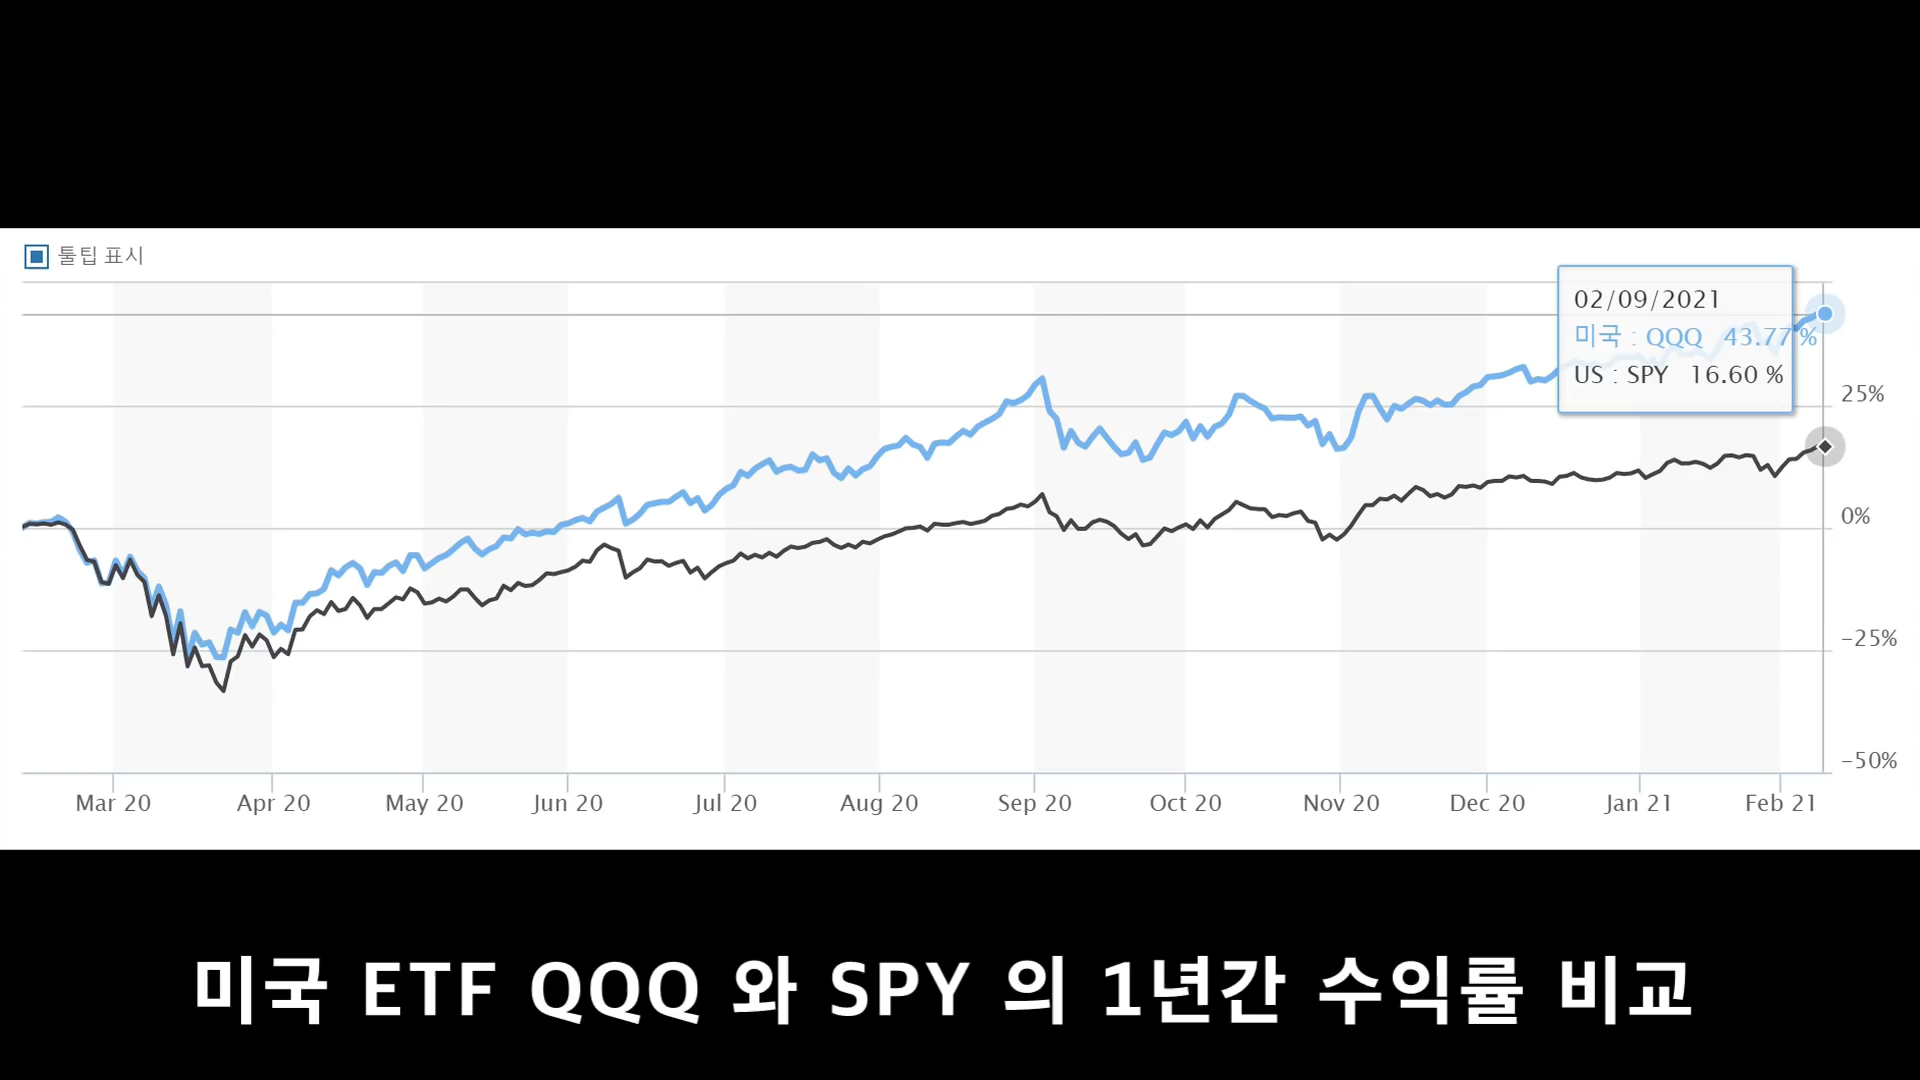 툴팁 표시
02/09/2021
미국 : QQQ 43.77 %
US : SPY 16.60 %
25%
0%
−25%
−50%
Mar 20 Apr 20 May 20 Jun 20 Jul 20 Aug 20 Sep 20 Oct 20 Nov 20 Dec 20 Jan 21 Feb 21
미국 ETF QQQ 와 SPY 의 1년간 수익률 비교